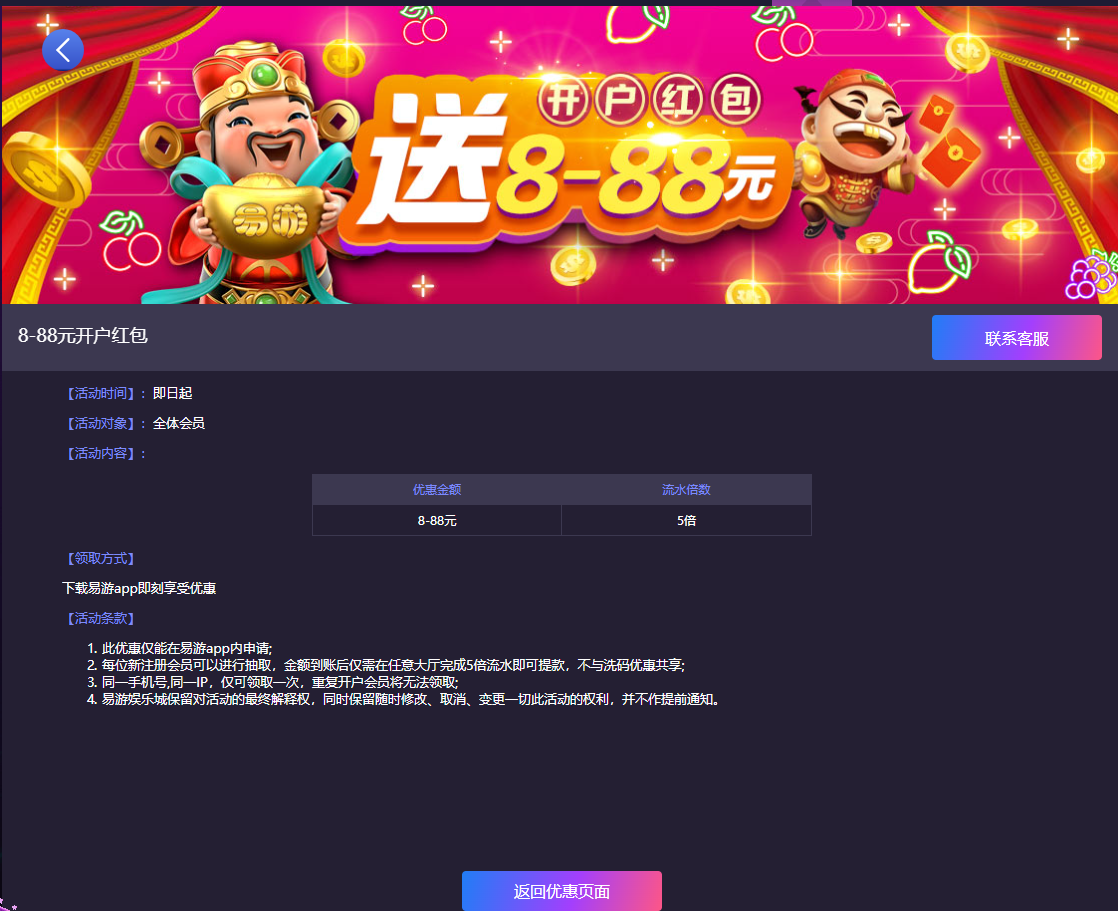 开户红包
送8-88元
易游
8-88元开户红包
联系客服
【活动时间】: 即日起
【活动对象】: 全体会员
【活动内容】:
优惠金额 流水倍数
8-88元 5倍
【领取方式】
下载易游app即刻享受优惠
【活动条款】
1. 此优惠仅能在易游app内申请;
2. 每位新注册会员可以进行抽取，金额到账后仅需在任意大厅完成5倍流水即可提款，不与洗码优惠共享;
3. 同一手机号,同一IP，仅可领取一次，重复开户会员将无法领取;
4. 易游娱乐城保留对活动的最终解释权，同时保留随时修改、取消、变更一切此活动的权利，并不作提前通知。
返回优惠页面